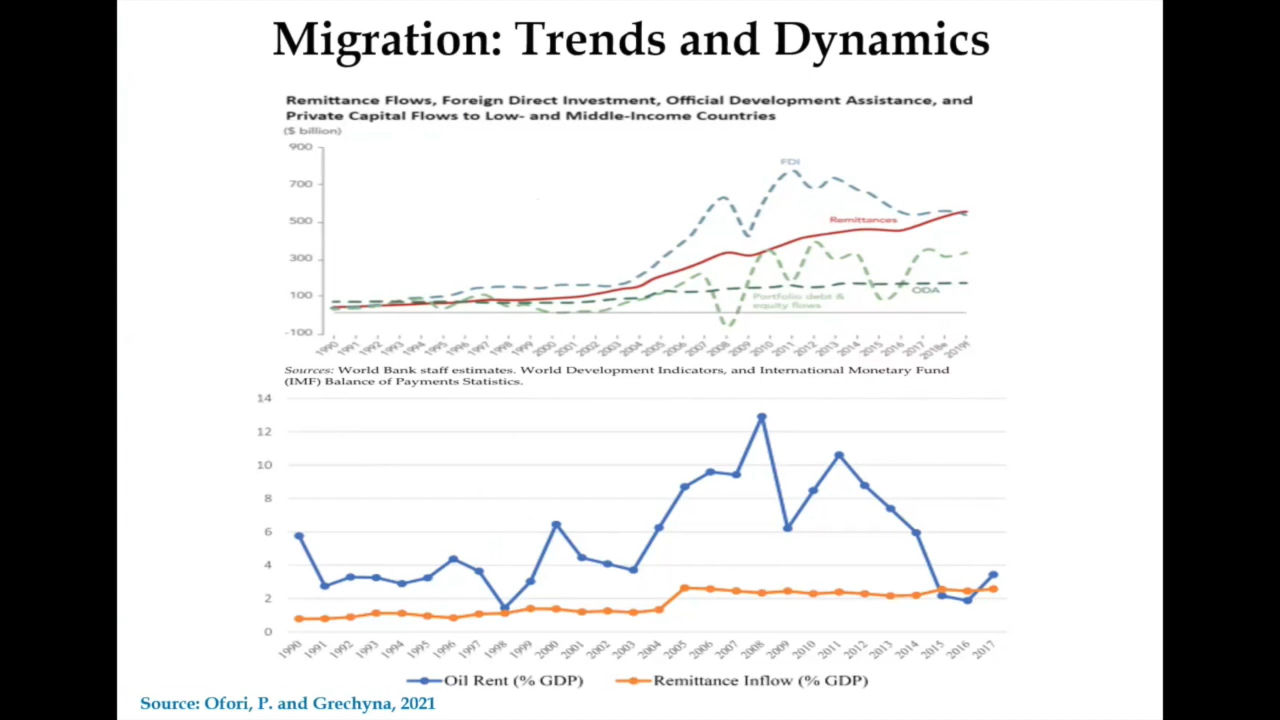 Migration: Trends and Dynamics
Remittance Flows, Foreign Direct Investment, Official Development Assistance, and
Private Capital Flows to Low- and Middle-Income Countries
($ billion)
900
700
500
300
100
-100
FDI
Remittances
Portfolio debt &
equity flows
ODA
1990 1991 1992 1993 1994 1995 1996 1997 1998 1999 2000 2001 2002 2003 2004 2005 2006 2007 2008 2009 2010 2011 2012 2013 2014 2015 2016 2017 2018e 2019f
Sources: World Bank staff estimates. World Development Indicators, and International Monetary Fund
(IMF) Balance of Payments Statistics.
14
12
10
8
6
4
2
0
1990 1991 1992 1993 1994 1995 1996 1997 1998 1999 2000 2001 2002 2003 2004 2005 2006 2007 2008 2009 2010 2011 2012 2013 2014 2015 2016 2017
Oil Rent (% GDP) Remittance Inflow (% GDP)
Source: Ofori, P. and Grechyna, 2021